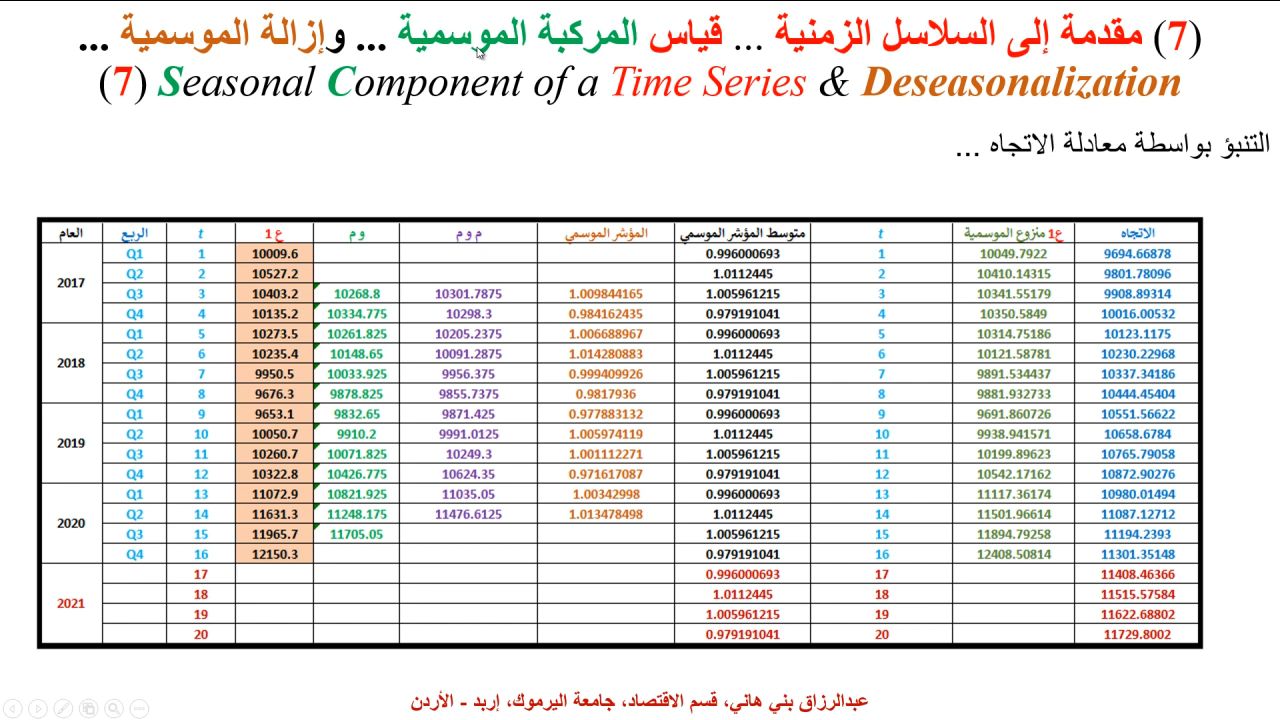 (7) مقدمة إلى السلاسل الزمنية ... قياس المركبة الموسمية ... وإزالة الموسمية ...
(7) Seasonal Component of a Time Series & Deseasonalization
التنبؤ بواسطة معادلة الاتجاه ...
العام الربع t ع 1 و م م و م المؤشر الموسمي متوسط المؤشر الموسمي t ع1 منزوع الموسمية الاتجاه
2017 Q1 1 10009.6 0.996000693 1 10049.7922 9694.66878
Q2 2 10527.2 1.0112445 2 10410.14315 9801.78096
Q3 3 10403.2 10268.8 10301.7875 1.009844165 1.005961215 3 10341.55179 9908.89314
Q4 4 10135.2 10334.775 10298.3 0.984162435 0.979191041 4 10350.5849 10016.00532
2018 Q1 5 10273.5 10261.825 10205.2375 1.006688967 0.996000693 5 10314.75186 10123.1175
Q2 6 10235.4 10148.65 10091.2875 1.014280883 1.0112445 6 10121.58781 10230.22968
Q3 7 9950.5 10033.925 9956.375 0.999409926 1.005961215 7 9891.534437 10337.34186
Q4 8 9676.3 9878.825 9855.7375 0.9817936 0.979191041 8 9881.932733 10444.45404
2019 Q1 9 9653.1 9832.65 9871.425 0.977883132 0.996000693 9 9691.860726 10551.56622
Q2 10 10050.7 9910.2 9991.0125 1.005974119 1.0112445 10 9938.941571 10658.6784
Q3 11 10260.7 10071.825 10249.3 1.001112271 1.005961215 11 10199.89623 10765.79058
Q4 12 10322.8 10426.775 10624.35 0.971617087 0.979191041 12 10542.17162 10872.90276
2020 Q1 13 11072.9 10821.925 11035.05 1.00342998 0.996000693 13 11117.36174 10980.01494
Q2 14 11631.3 11248.175 11476.6125 1.013478498 1.0112445 14 11501.96614 11087.12712
Q3 15 11965.7 11705.05 1.005961215 15 11894.79258 11194.2393
Q4 16 12150.3 0.979191041 16 12408.50814 11301.35148
2021 17 0.996000693 17 11408.46366
18 1.0112445 18 11515.57584
19 1.005961215 19 11622.68802
20 0.979191041 20 11729.8002
عبدالرزاق بني هاني، قسم الاقتصاد، جامعة اليرموك، إربد - الأردن